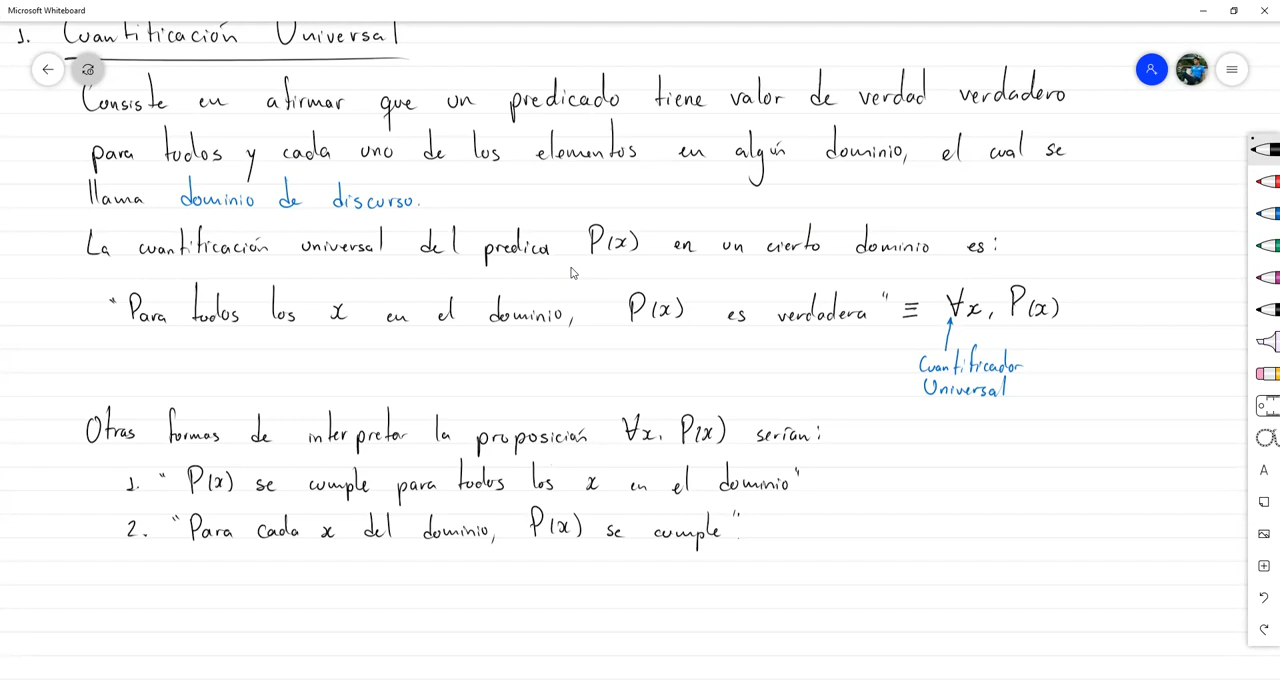 Microsoft Whiteboard
1. Cuantificación Universal
Consiste en afirmar que un predicado tiene valor de verdad verdadero
para todos y cada uno de los elementos en algún dominio, el cual se
llama dominio de discurso.
La cuantificación universal del predica P(x) en un cierto dominio es:
"Para todos los x en el dominio, P(x) es verdadera" ≡ ∀x, P(x)
Cuantificador
Universal
Otras formas de interpretar la proposición ∀x, P(x) serían:
1. "P(x) se cumple para todos los x en el dominio"
2. "Para cada x del dominio, P(x) se cumple".